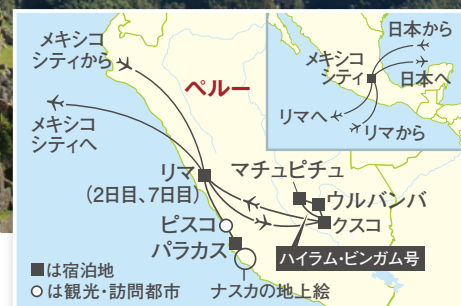 メキシコ
シティから
ペルー
メキシコ
シティへ
リマ
(2日目、7日目)
ピスコ
パラカス
マチュピチュ
ウルバンバ
クスコ
ハイラム・ビンガム号
ナスカの地上絵
■は宿泊地
○は観光・訪問都市
日本から
メキシコ
シティ
日本へ
リマへ
リマから